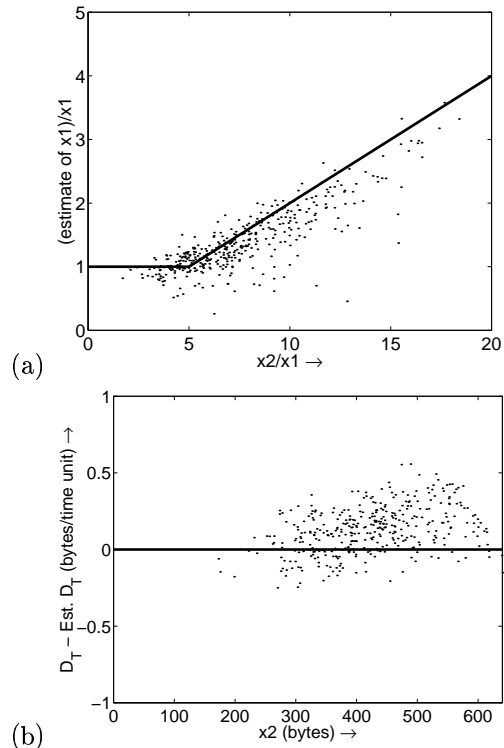 5
4
3
2
1
0
(estimate of x1)/x1
0 5 10 15 20
x2/x1 →
(a)
1
0.5
0
−0.5
−1
D_T − Est. D_T (bytes/time unit) →
0 100 200 300 400 500 600
x2 (bytes) →
(b)